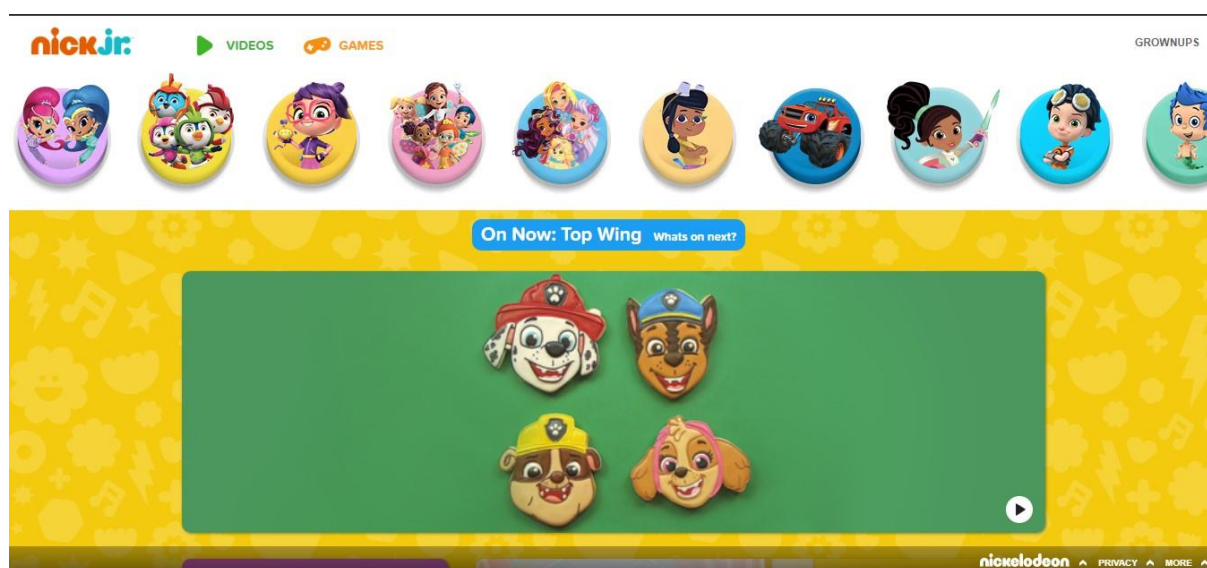 nick jr.
VIDEOS
GAMES
GROWNUPS
On Now: Top Wing Whats on next?
nickelodeon PRIVACY MORE